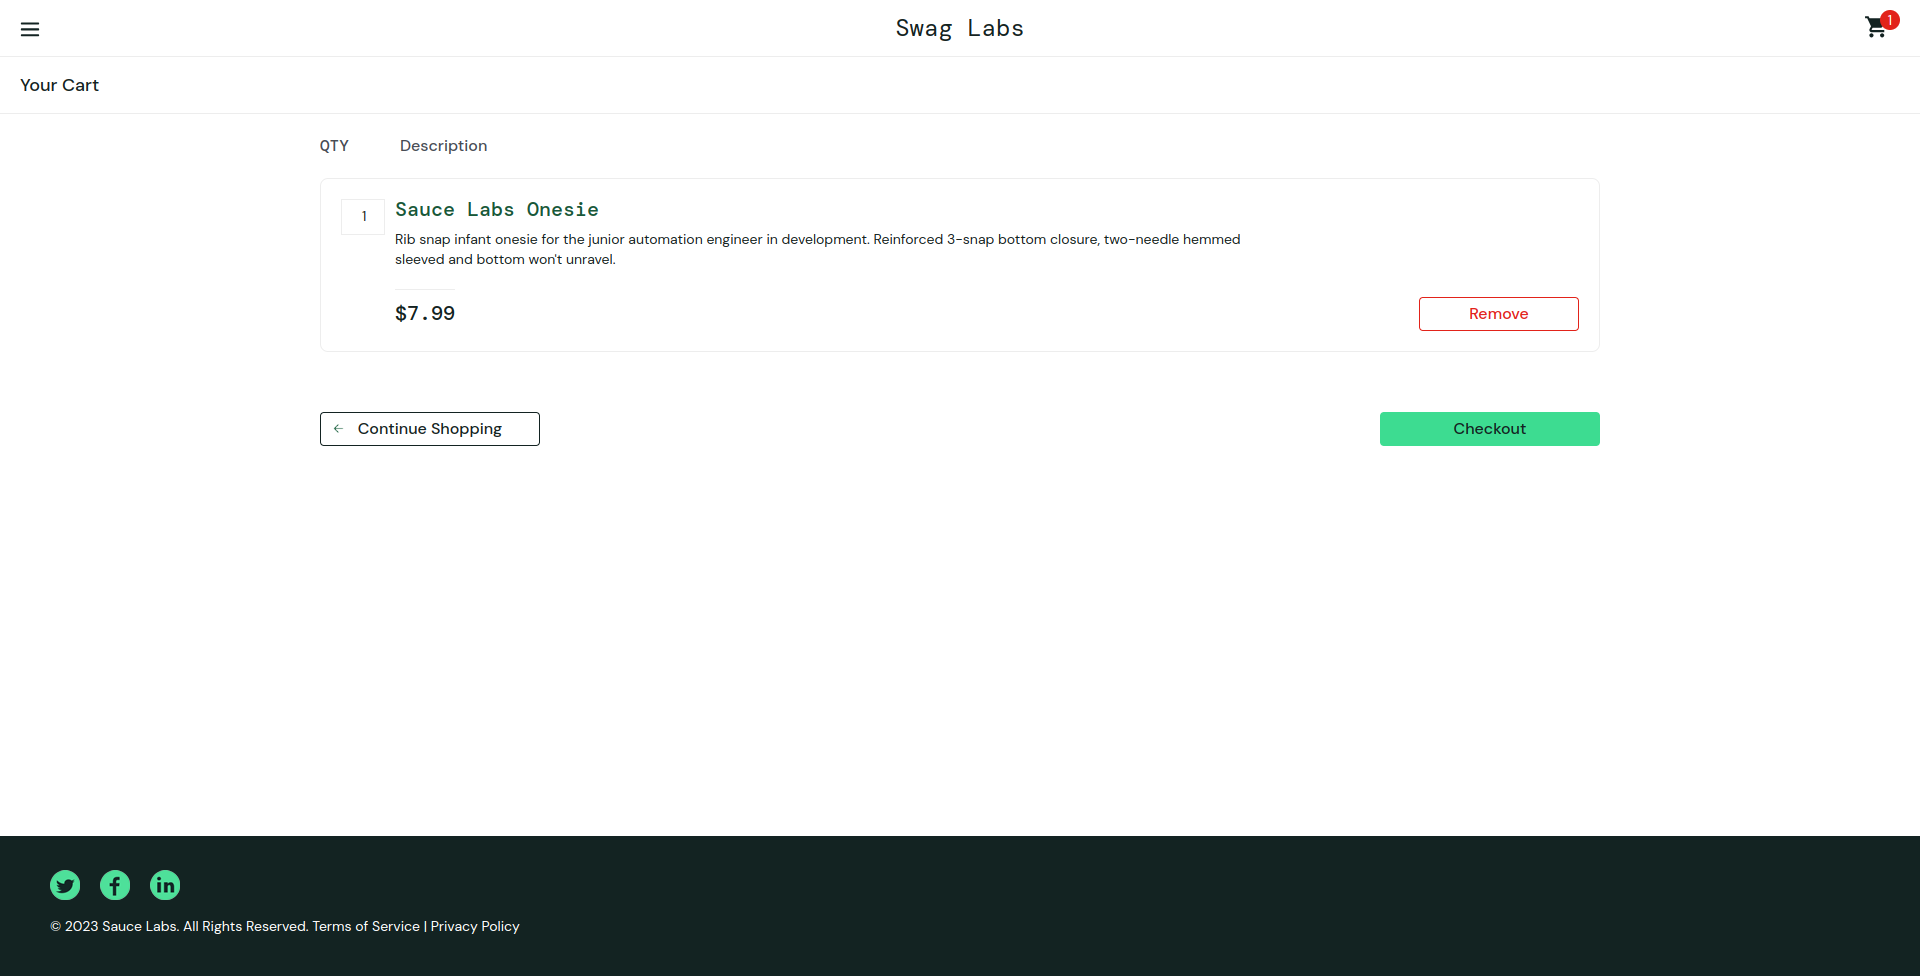 Swag Labs
1
Your Cart
QTY Description
1
Sauce Labs Onesie
Rib snap infant onesie for the junior automation engineer in development. Reinforced 3-snap bottom closure, two-needle hemmed
sleeved and bottom won't unravel.
$7.99
Remove
Continue Shopping
Checkout
© 2023 Sauce Labs. All Rights Reserved. Terms of Service | Privacy Policy